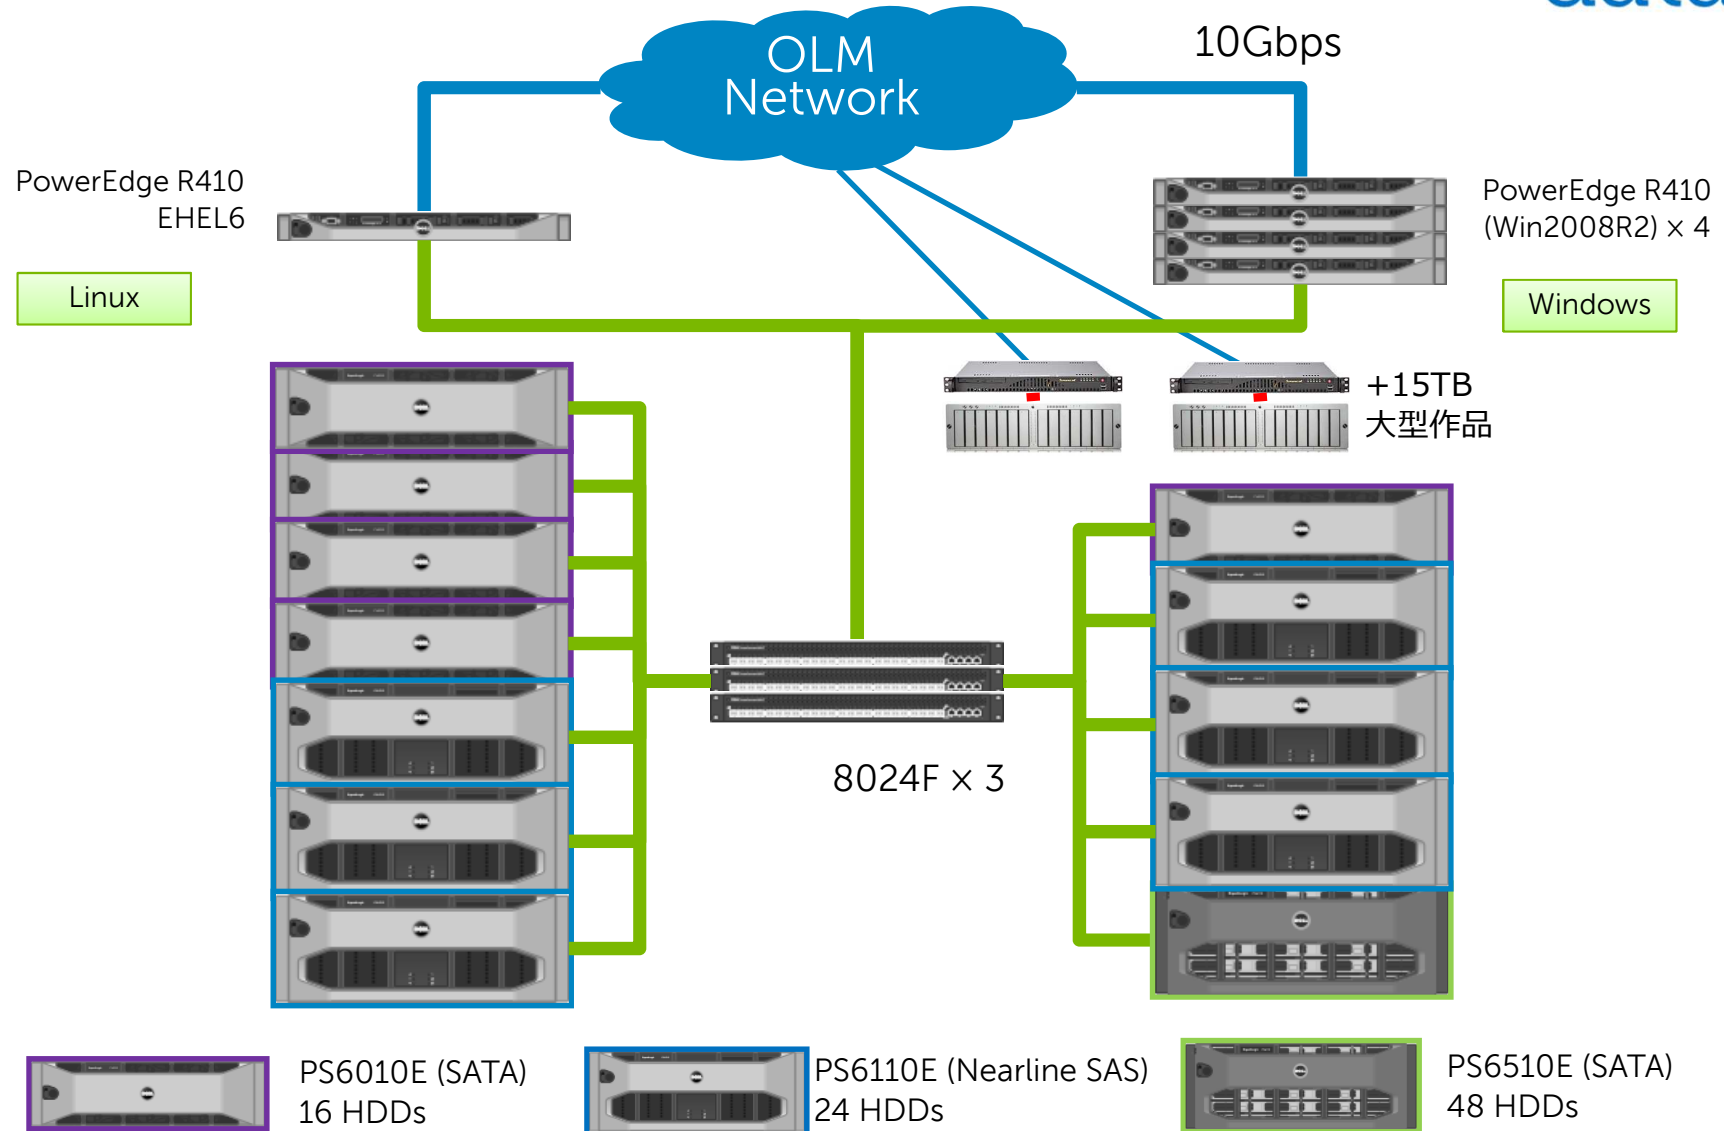 OLM
Network
10Gbps
PowerEdge R410
EHEL6
PowerEdge R410
(Win2008R2) × 4
Linux
Windows
+15TB
大型作品
8024F × 3
PS6010E (SATA)
16 HDDs
PS6110E (Nearline SAS)
24 HDDs
PS6510E (SATA)
48 HDDs